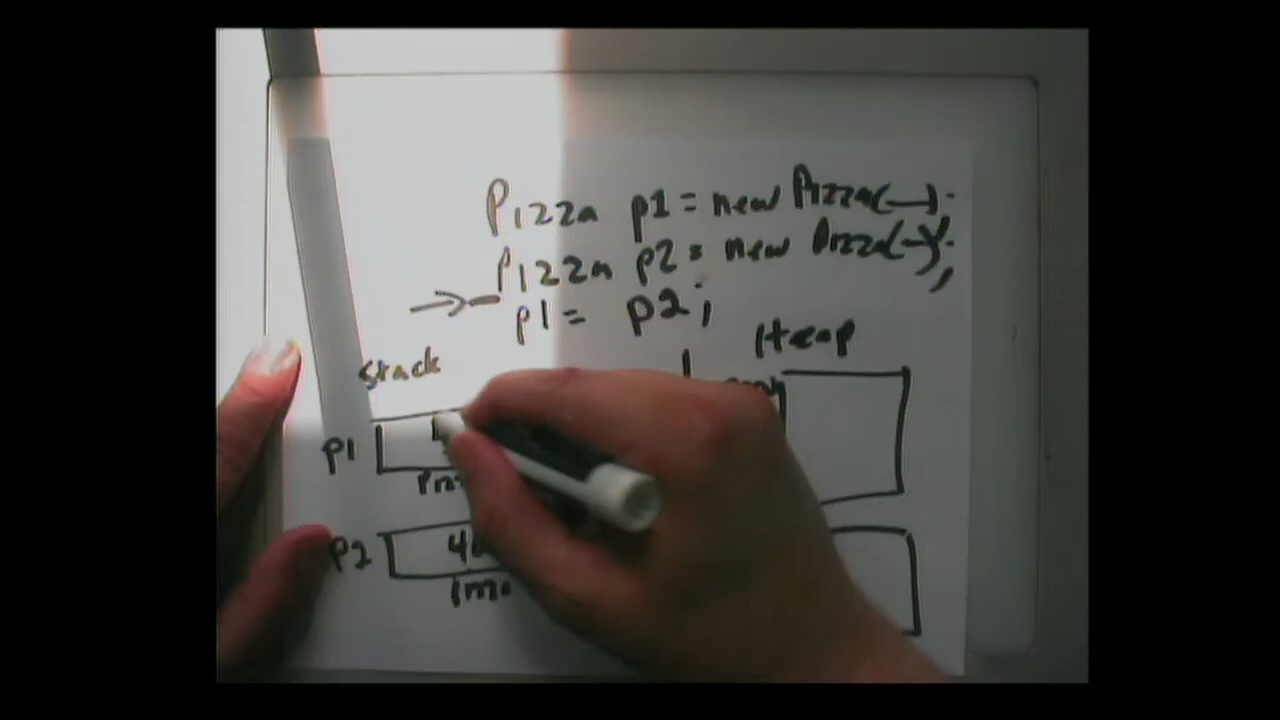 Pizza p1 = new Pizza(—);
Pizza p2 = new Pizza(—);
p1 = p2;
Heap
Stack
p1
p2